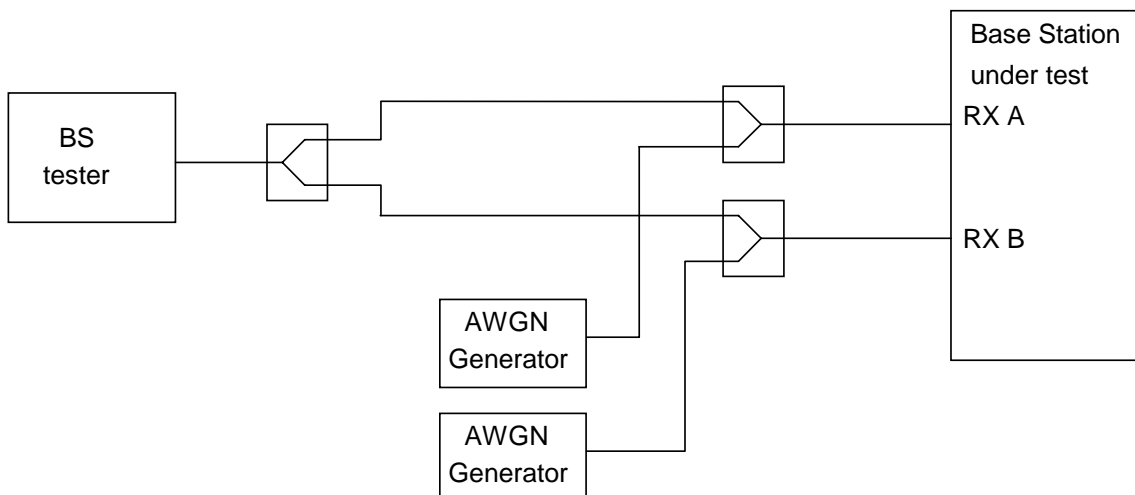 BS
tester
Base Station
under test
RX A
RX B
AWGN
Generator
AWGN
Generator